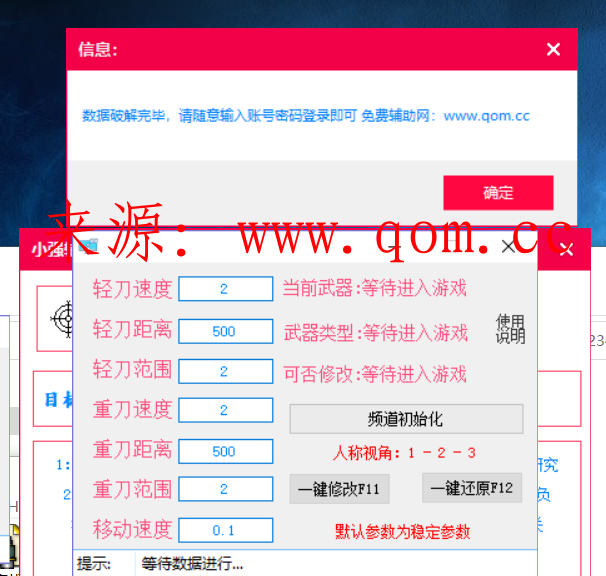 信息:
数据破解完毕，请随意输入账号密码登录即可 免费辅助网：www.qom.cc
确定
来源：www.qom.cc
小强
轻刀速度 2 当前武器:等待进入游戏
轻刀距离 500 武器类型:等待进入游戏 使用说明
轻刀范围 2 可否修改:等待进入游戏
重刀速度 2 频道初始化
重刀距离 500 人称视角: 1 - 2 - 3
重刀范围 2 一键修改F11 一键还原F12
移动速度 0.1 默认参数为稳定参数
提示: 等待数据进行...
23
目标
1: 研究
2 负